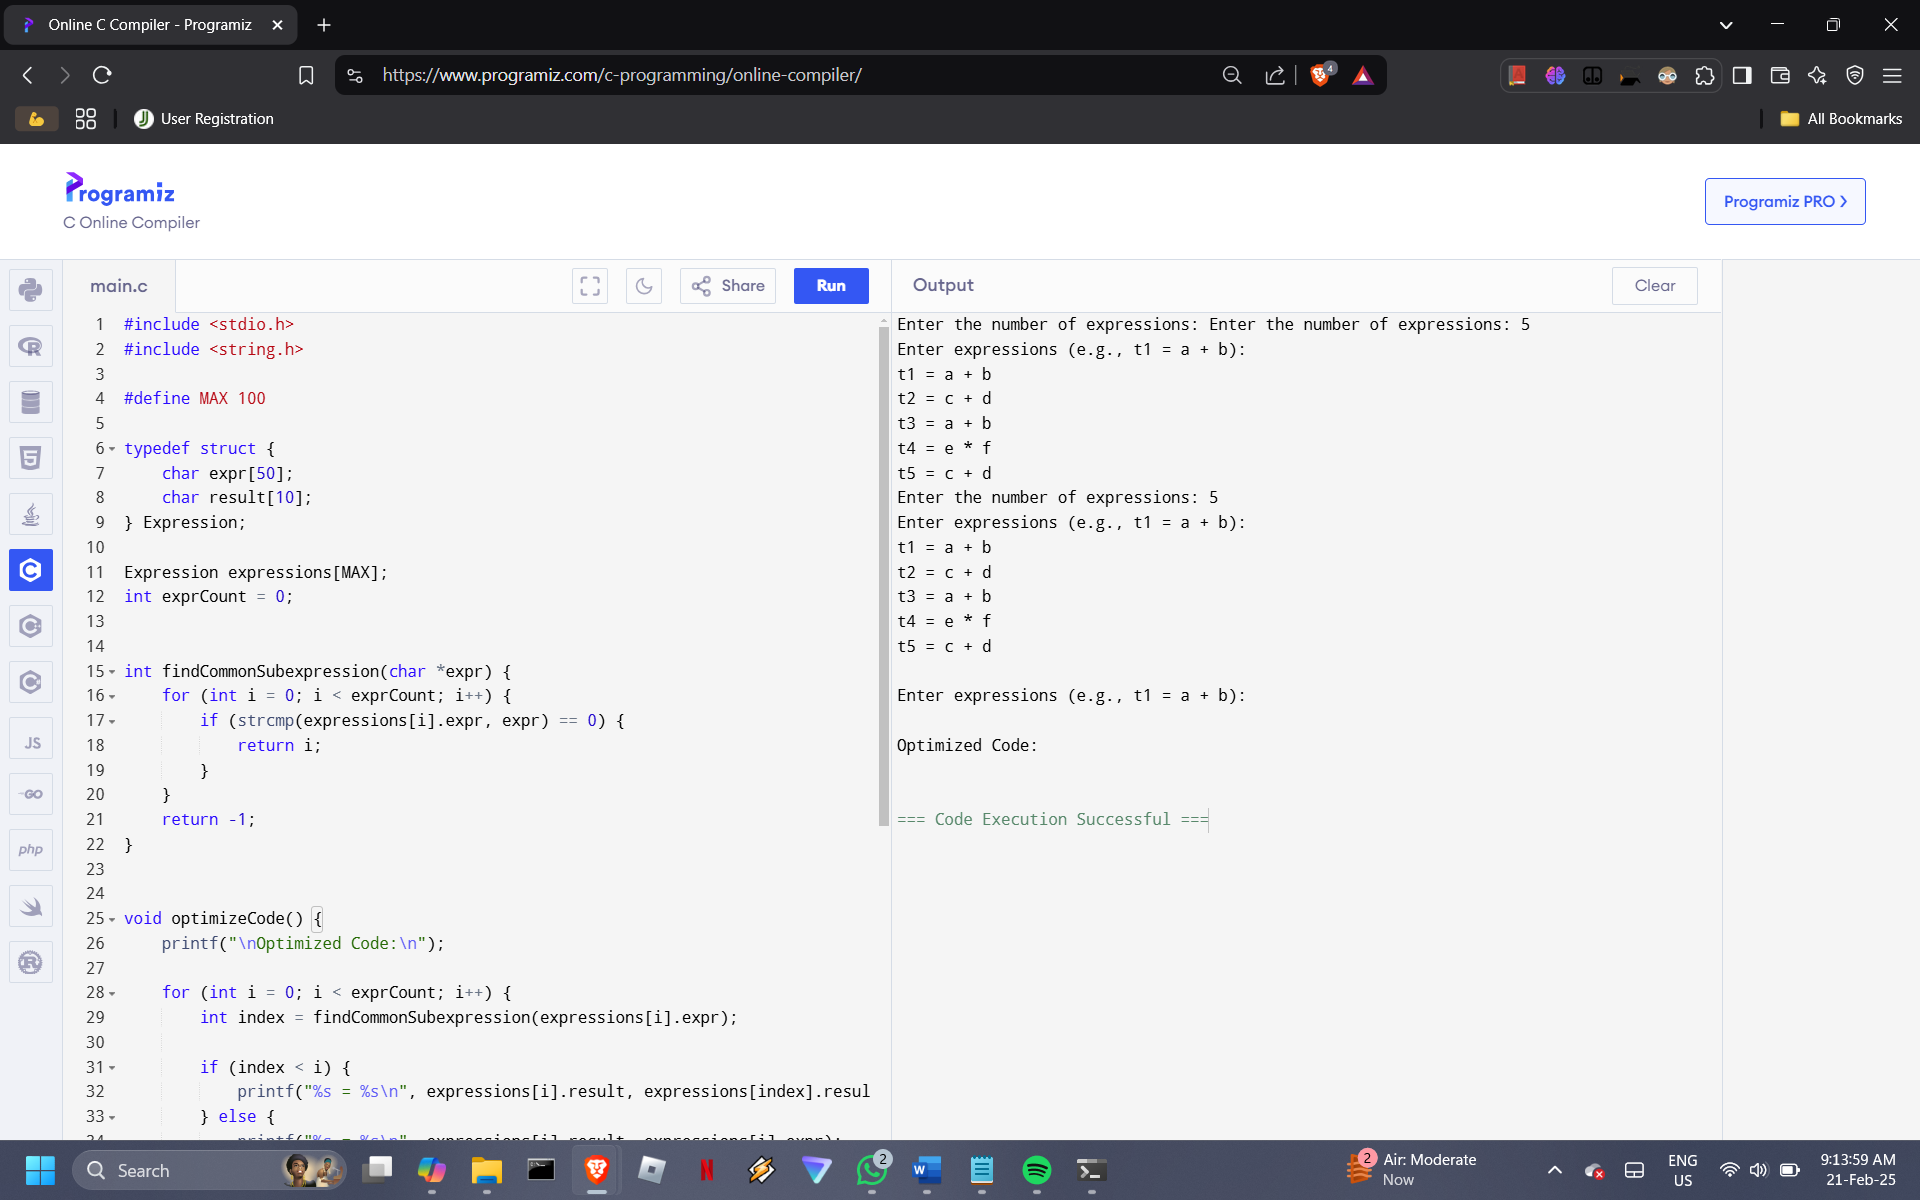 Online C Compiler - Programiz
https://www.programiz.com/c-programming/online-compiler/
4
User Registration
All Bookmarks
Programiz
C Online Compiler
Programiz PRO
main.c
Share
Run
Output
Clear
1 #include <stdio.h>
2 #include <string.h>
3
4 #define MAX 100
5
6 typedef struct {
7     char expr[50];
8     char result[10];
9 } Expression;
10
11 Expression expressions[MAX];
12 int exprCount = 0;
13
14
15 int findCommonSubexpression(char *expr) {
16     for (int i = 0; i < exprCount; i++) {
17         if (strcmp(expressions[i].expr, expr) == 0) {
18             return i;
19         }
20     }
21     return -1;
22 }
23
24
25 void optimizeCode() {
26     printf("\nOptimized Code:\n");
27
28     for (int i = 0; i < exprCount; i++) {
29         int index = findCommonSubexpression(expressions[i].expr);
30
31         if (index < i) {
32             printf("%s = %s\n", expressions[i].result, expressions[index].resul
33         } else {
34             printf("%s = %s\n", expressions[i].result, expressions[i].expr);
Enter the number of expressions: Enter the number of expressions: 5
Enter expressions (e.g., t1 = a + b):
t1 = a + b
t2 = c + d
t3 = a + b
t4 = e * f
t5 = c + d
Enter the number of expressions: 5
Enter expressions (e.g., t1 = a + b):
t1 = a + b
t2 = c + d
t3 = a + b
t4 = e * f
t5 = c + d
Enter expressions (e.g., t1 = a + b):
Optimized Code:
=== Code Execution Successful ===
JS
GO
php
Search
2
2
Air: Moderate
Now
ENG
US
9:13:59 AM
21-Feb-25